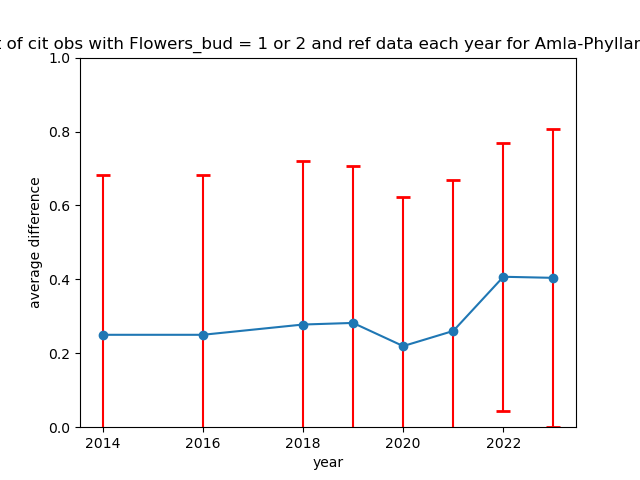 of cit obs with Flowers_bud = 1 or 2 and ref data each year for Amla-Phyllar
1.0
0.8
0.6
0.4
0.2
0.0
average difference
2014 2016 2018 2020 2022
year